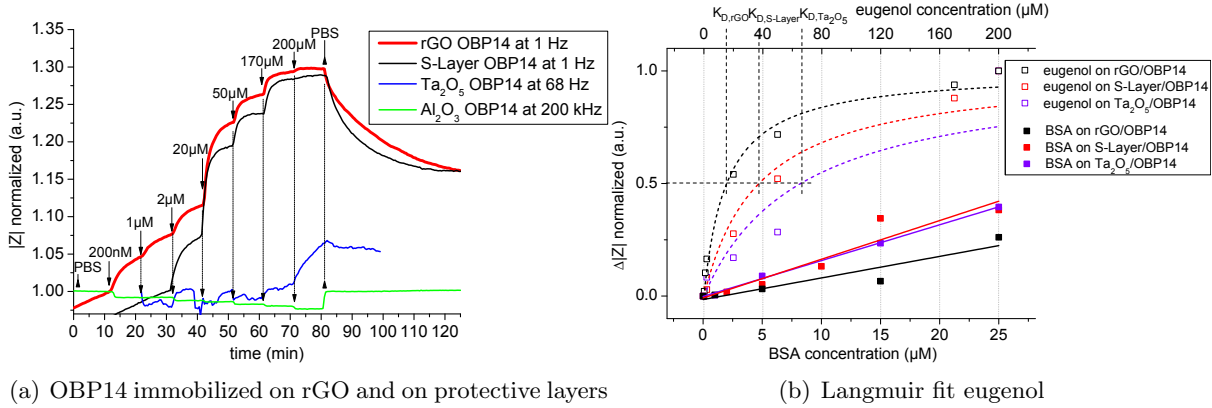 1.35
1.30
1.25
1.20
1.15
1.10
1.05
1.00
|Z| normalized (a.u.)
PBS
200nM
1µM
2µM
20µM
50µM
170µM
200µM
PBS
rGO OBP14 at 1 Hz
S-Layer OBP14 at 1 Hz
Ta2O5 OBP14 at 68 Hz
Al2O3 OBP14 at 200 kHz
0 10 20 30 40 50 60 70 80 90 100 110 120
time (min)
(a) OBP14 immobilized on rGO and on protective layers
KD,rGO KD,S-Layer KD,Ta2O5 eugenol concentration (µM)
0 40 80 120 160 200
1.0
0.5
0.0
Δ|Z| normalized (a.u.)
eugenol on rGO/OBP14
eugenol on S-Layer/OBP14
eugenol on Ta2O5/OBP14
BSA on rGO/OBP14
BSA on S-Layer/OBP14
BSA on Ta2O5/OBP14
0 5 10 15 20 25
BSA concentration (µM)
(b) Langmuir fit eugenol